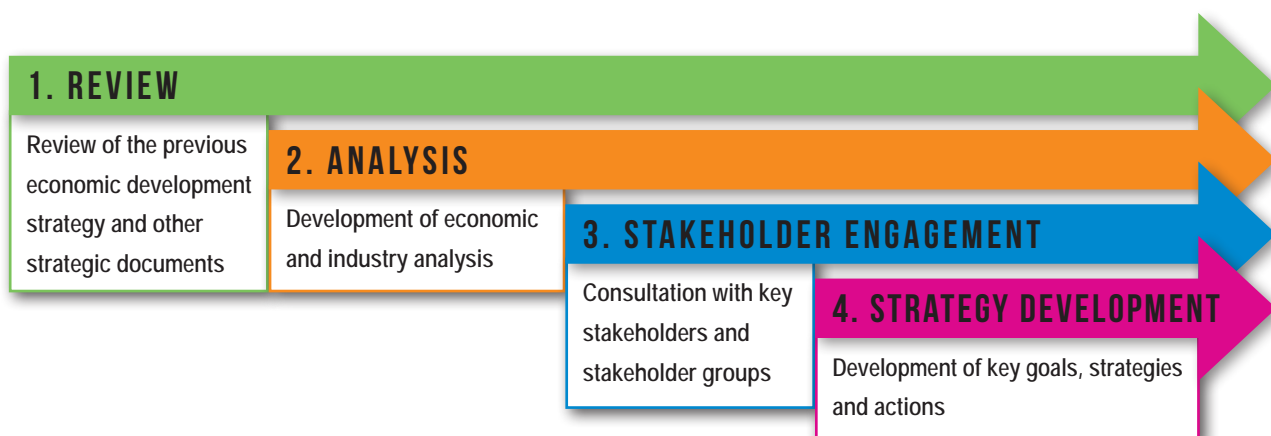 1. REVIEW
Review of the previous
economic development
strategy and other
strategic documents
2. ANALYSIS
Development of economic
and industry analysis
3. STAKEHOLDER ENGAGEMENT
Consultation with key
stakeholders and
stakeholder groups
4. STRATEGY DEVELOPMENT
Development of key goals, strategies
and actions